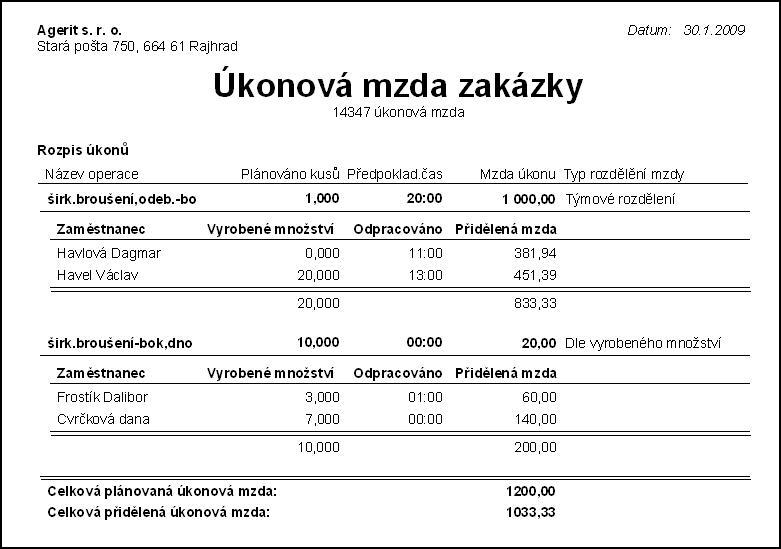 Agerit s. r. o. Datum: 30.1.2009
Stará pošta 750, 664 61 Rajhrad
Úkonová mzda zakázky
14347 úkonová mzda
Rozpis úkonů
Název operace Plánováno kusů Předpoklad.čas Mzda úkonu Typ rozdělění mzdy
širk.broušení,odeb.-bo 1,000 20:00 1 000,00 Týmové rozdělení
Zaměstnanec Vyrobené množství Odpracováno Přidělená mzda
Havlová Dagmar 0,000 11:00 381,94
Havel Václav 20,000 13:00 451,39
20,000 833,33
širk.broušení-bok,dno 10,000 00:00 20,00 Dle vyrobeného množství
Zaměstnanec Vyrobené množství Odpracováno Přidělená mzda
Frostík Dalibor 3,000 01:00 60,00
Cvrčková dana 7,000 00:00 140,00
10,000 200,00
Celková plánovaná úkonová mzda: 1200,00
Celková přidělená úkonová mzda: 1033,33